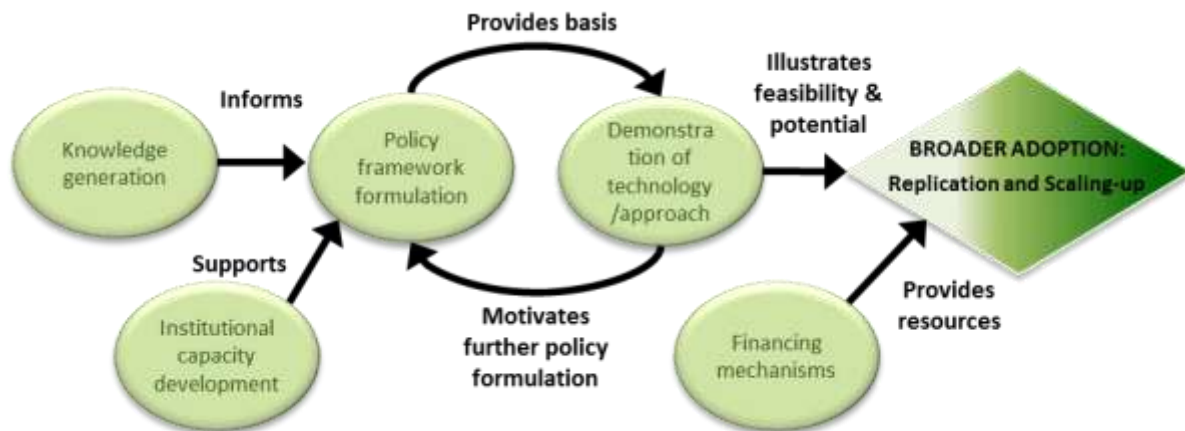 Provides basis
Informs
Knowledge
generation
Policy
framework
formulation
Demonstra
tion of
technology
/approach
Illustrates
feasibility &
potential
BROADER ADOPTION:
Replication and Scaling-up
Supports
Institutional
capacity
development
Motivates
further policy
formulation
Financing
mechanisms
Provides
resources